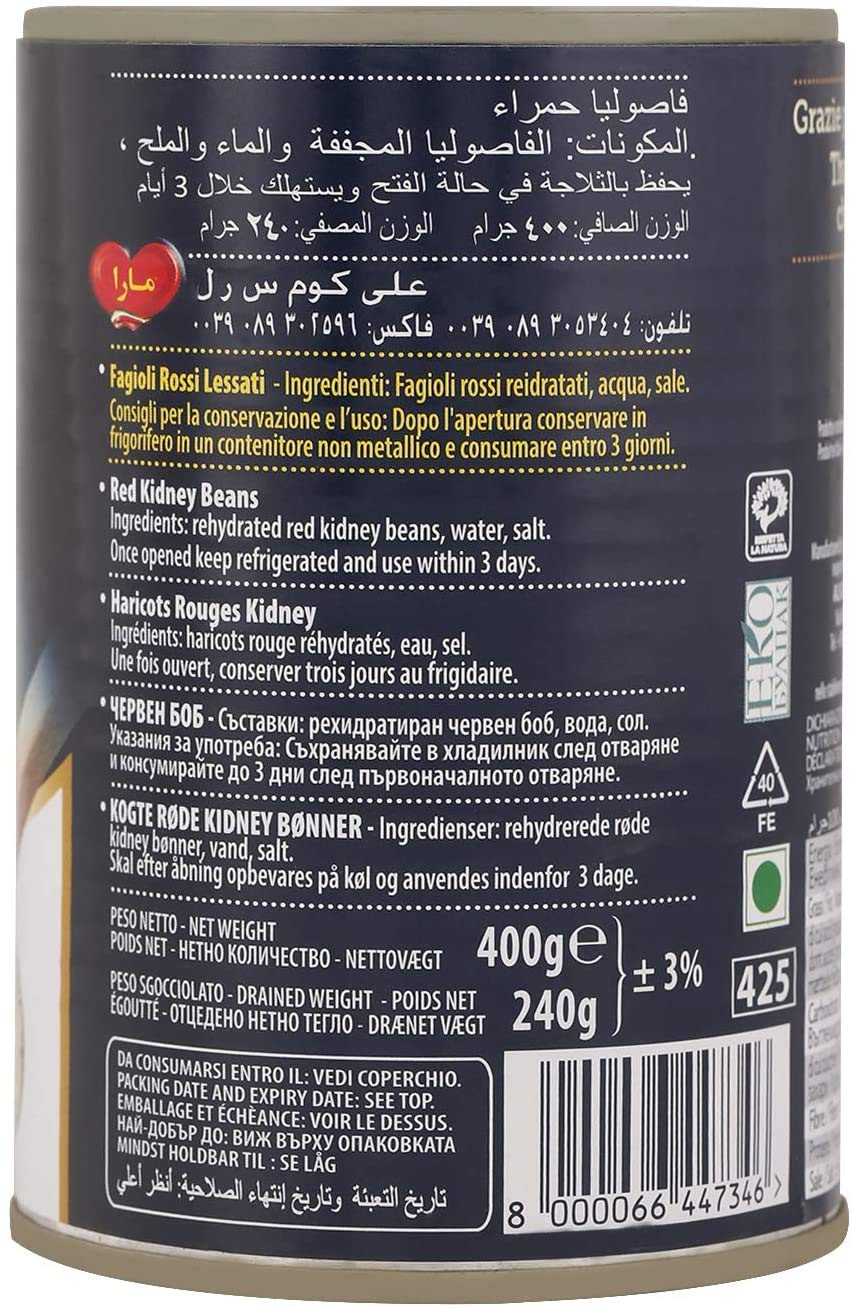 فاصوليا حمراء
المكونات: الفاصوليا المجففة والماء والملح ،
يحفظ بالثلاجة في حالة الفتح ويستهلك خلال 3 أيام
الوزن الصافي: ٤٠٠ جرام الوزن المصفي: ٢٤٠ جرام
مارا
على كوم س ر ل
تلفون: ٣٠٥٣٤٠٤ ٠٨٩ ٠٠٣٩ فاكس:
• Fagioli Rossi Lessati - Ingredienti: Fagioli rossi reidratati, acqua, sale.
Consigli per la conservazione e l'uso: Dopo l'apertura conservare in
frigorifero in un contenitore non metallico e consumare entro 3 giorni.
• Red Kidney Beans
Ingredients: rehydrated red kidney beans, water, salt.
Once opened keep refrigerated and use within 3 days.
• Haricots Rouges Kidney
Ingrédients: haricots rouge réhydratés, eau, sel.
Une fois ouvert, conserver trois jours au frigidaire.
• ЧЕРВЕН БОБ - Съставки: рехидратиран червен боб, вода, сол.
Указания за употреба: Съхранявайте в хладилник след отваряне
и консумирайте до 3 дни след първоначалното отваряне.
• KOGTE RØDE KIDNEY BØNNER - Ingredienser: rehydrerede røde
kidney bønner, vand, salt.
Skal efter åbning opbevares på køl og anvendes indenfor 3 dage.
PESO NETTO - NET WEIGHT
POIDS NET - НЕТНО КОЛИЧЕСТВО - NETTOVÆGT
400g℮
PESO SGOCCIOLATO - DRAINED WEIGHT - POIDS NET
ÉGOUTTÉ - ОТЦЕДЕНО НЕТНО ТЕГЛО - DRÆNET VÆGT
240g
± 3%
DA CONSUMARSI ENTRO IL: VEDI COPERCHIO.
PACKING DATE AND EXPIRY DATE: SEE TOP.
EMBALLAGE ET ÉCHÈANCE: VOIR LE DESSUS.
НАЙ-ДОБЪР ДО: ВИЖ ВЪРХУ ОПАКОВКАТА
MINDST HOLDBAR TIL : SE LÅG
تاريخ التعبئة وتاريخ إنتهاء الصلاحية: أنظر أعلي
8 000066 447346 >
Grazie
RISPETTA
LA NATURA
ЕКО
БУЛПАК
40
FE
425